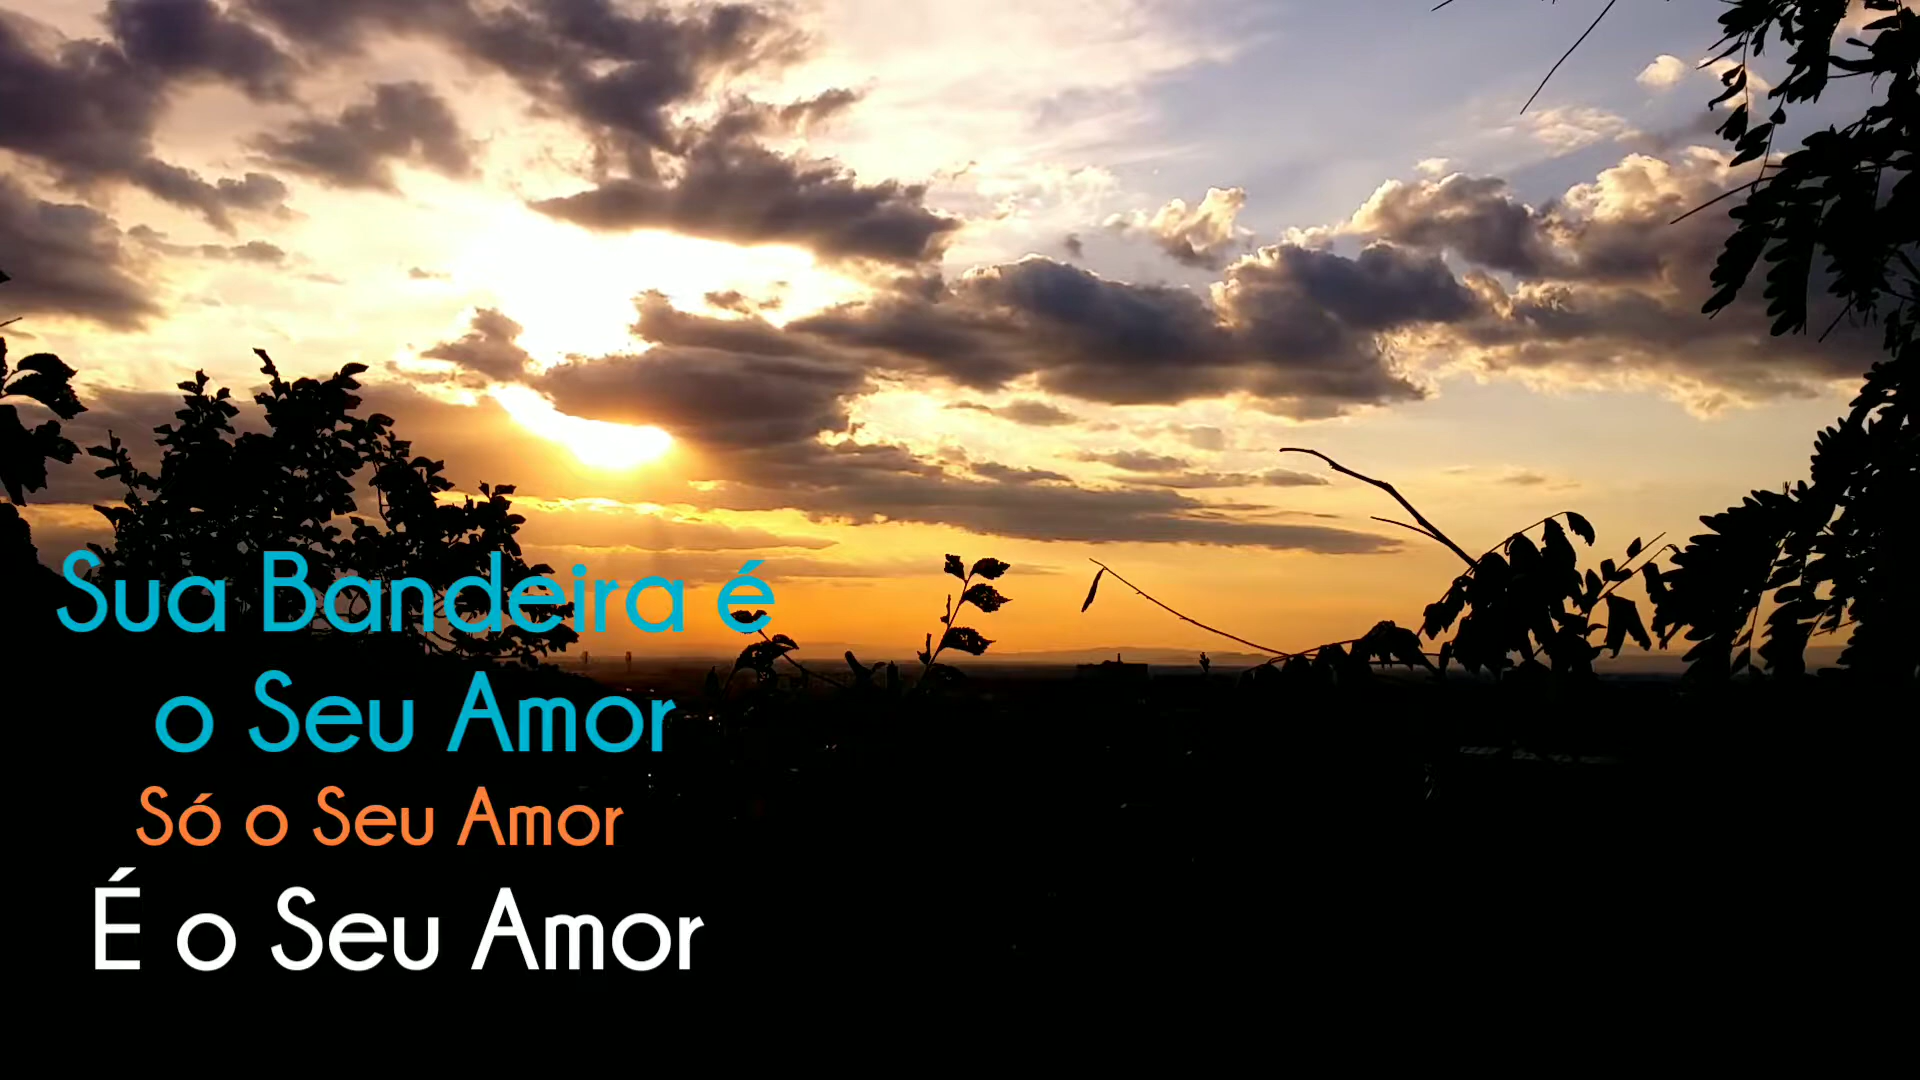 Sua Bandeira é
o Seu Amor
Só o Seu Amor
É o Seu Amor